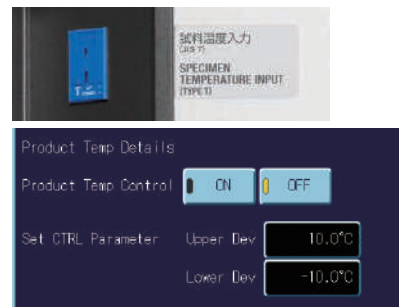 試料温度入力
(JIS T)
SPECIMEN
TEMPERATURE INPUT
(TYPE T)
T
Product Temp Details
Product Temp Control ON OFF
Set CTRL Parameter Upper Dev 10.0°C
Lower Dev -10.0°C